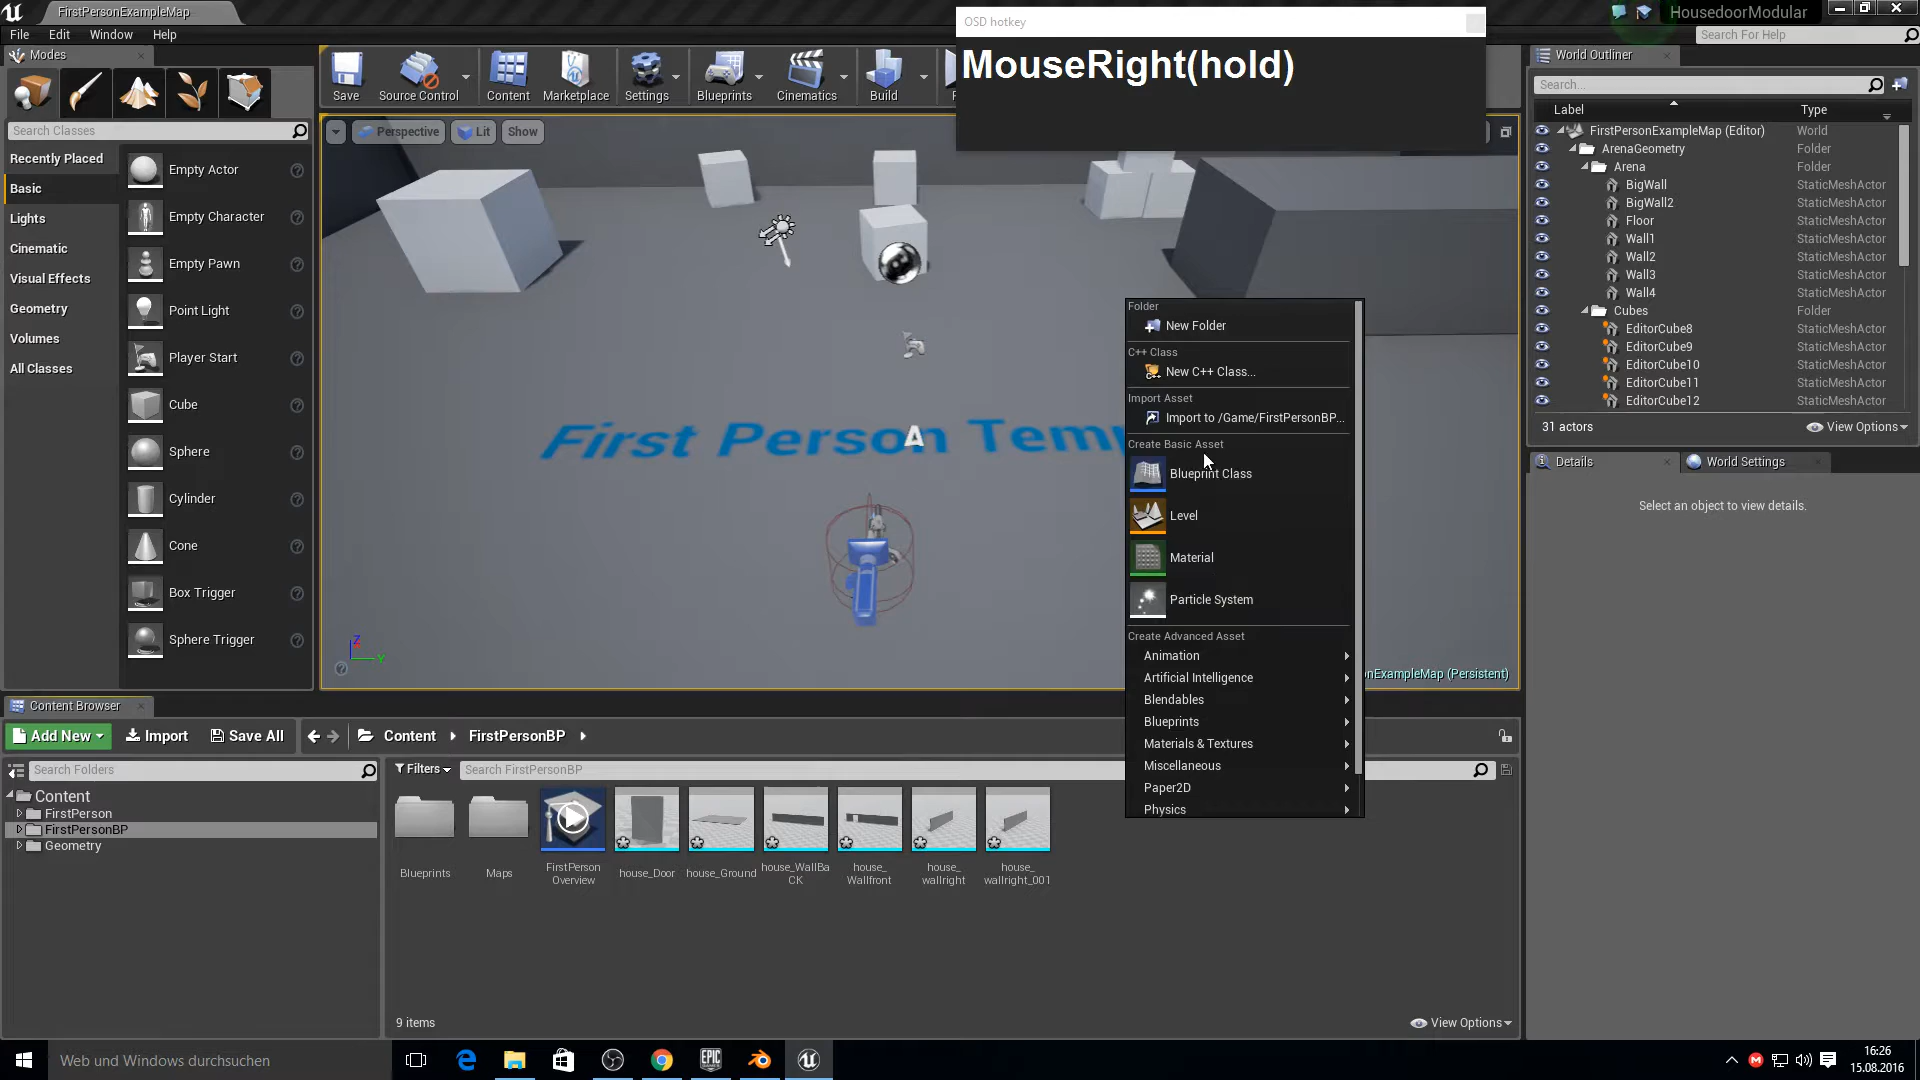 FirstPersonExampleMap
HousedoorModular
File Edit Window Help
Search For Help
OSD hotkey
MouseRight(hold)
Modes
Search Classes
Recently Placed
Basic
Lights
Cinematic
Visual Effects
Geometry
Volumes
All Classes
Empty Actor
Empty Character
Empty Pawn
Point Light
Player Start
Cube
Sphere
Cylinder
Cone
Box Trigger
Sphere Trigger
Save
Source Control
Content
Marketplace
Settings
Blueprints
Cinematics
Build
Perspective
Lit
Show
First Person Temp
Z
Y
nExampleMap (Persistent)
Folder
New Folder
C++ Class
New C++ Class...
Import Asset
Import to /Game/FirstPersonBP...
Create Basic Asset
Blueprint Class
Level
Material
Particle System
Create Advanced Asset
Animation
Artificial Intelligence
Blendables
Blueprints
Materials & Textures
Miscellaneous
Paper2D
Physics
World Outliner
Search...
Label Type
FirstPersonExampleMap (Editor) World
ArenaGeometry Folder
Arena Folder
BigWall StaticMeshActor
BigWall2 StaticMeshActor
Floor StaticMeshActor
Wall1 StaticMeshActor
Wall2 StaticMeshActor
Wall3 StaticMeshActor
Wall4 StaticMeshActor
Cubes Folder
EditorCube8 StaticMeshActor
EditorCube9 StaticMeshActor
EditorCube10 StaticMeshActor
EditorCube11 StaticMeshActor
EditorCube12 StaticMeshActor
31 actors
View Options
Details
World Settings
Select an object to view details.
Content Browser
Add New
Import
Save All
Content
FirstPersonBP
Search Folders
Content
FirstPerson
FirstPersonBP
Geometry
Filters
Search FirstPersonBP
Blueprints
Maps
FirstPerson
Overview
house_Door
house_Ground
house_WallBa
CK
house_
Wallfront
house_
wallright
house_
wallright_001
9 items
View Options
Web und Windows durchsuchen
EPIC
16:26
15.08.2016